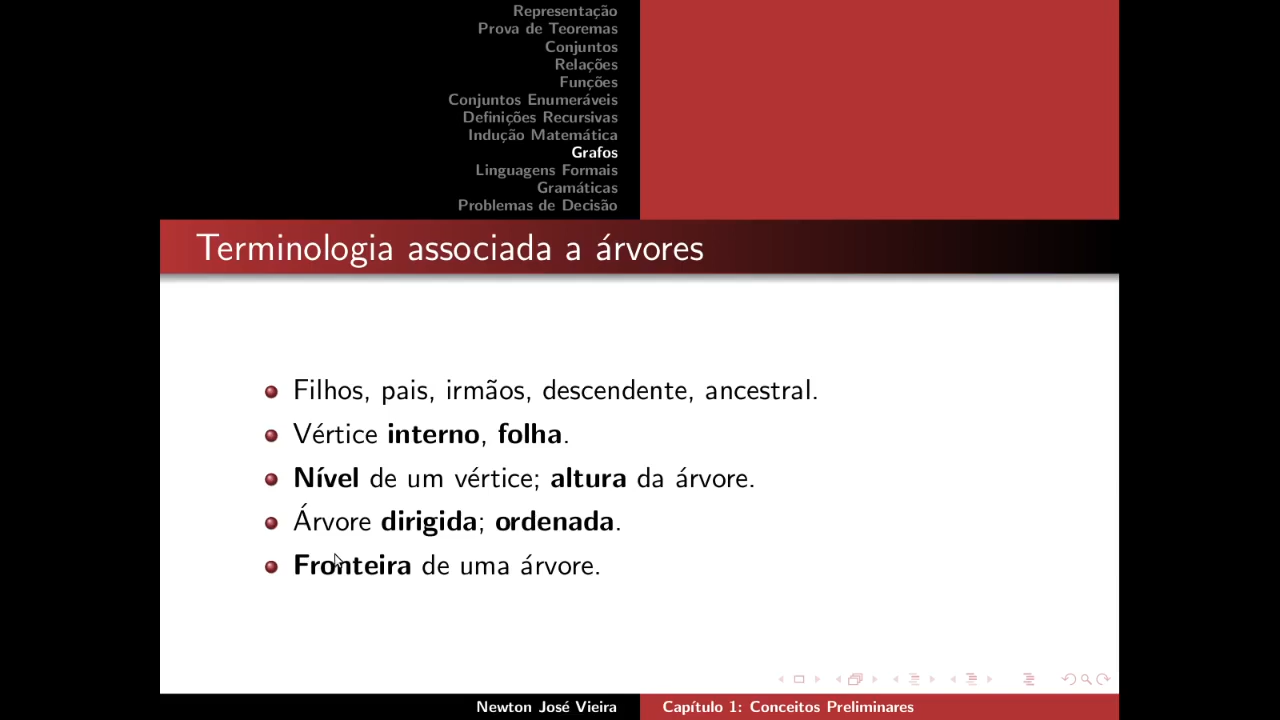 Representação
Prova de Teoremas
Conjuntos
Relações
Funções
Conjuntos Enumeráveis
Definições Recursivas
Indução Matemática
Grafos
Linguagens Formais
Gramáticas
Problemas de Decisão
Terminologia associada a árvores
Filhos, pais, irmãos, descendente, ancestral.
Vértice interno, folha.
Nível de um vértice; altura da árvore.
Árvore dirigida; ordenada.
Fronteira de uma árvore.
Newton José Vieira
Capítulo 1: Conceitos Preliminares